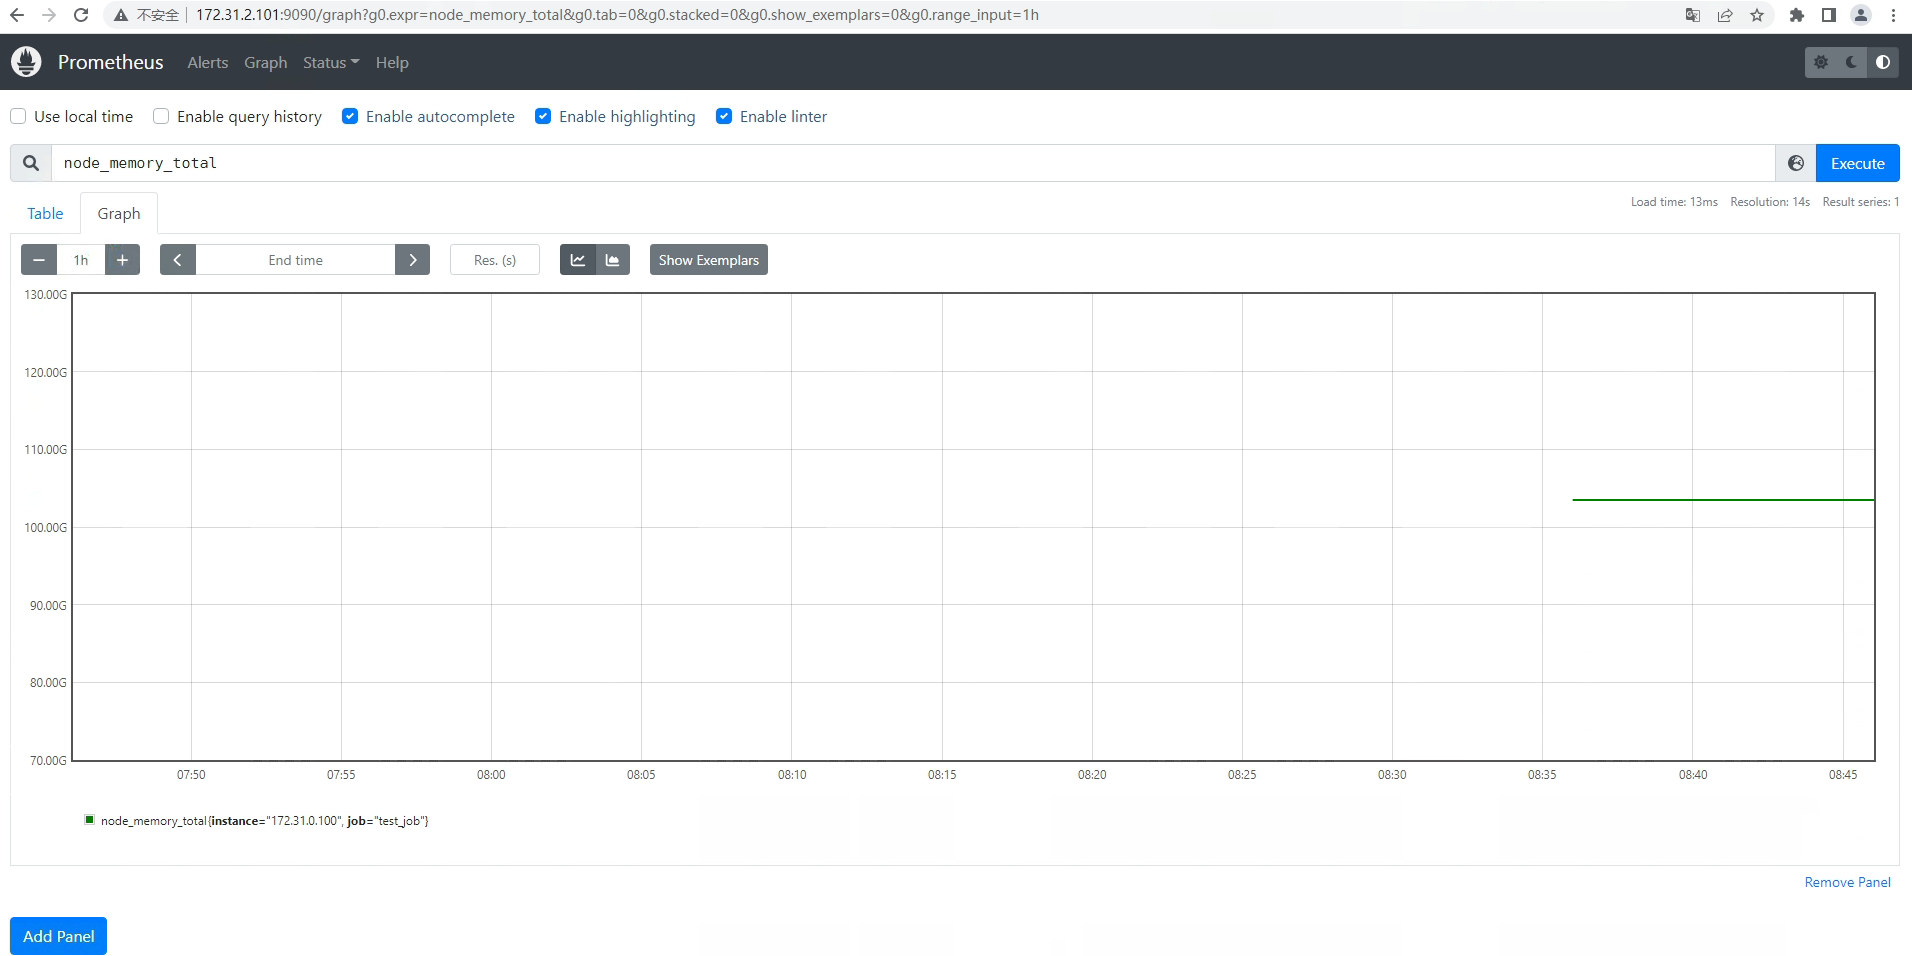 不安全 172.31.2.101:9090/graph?g0.expr=node_memory_total&g0.tab=0&g0.stacked=0&g0.show_exemplars=0&g0.range_input=1h
Prometheus Alerts Graph Status Help
Use local time Enable query history Enable autocomplete Enable highlighting Enable linter
node_memory_total Execute
Table Graph Load time: 13ms Resolution: 14s Result series: 1
1h End time Res. (s) Show Exemplars
130.00G
120.00G
110.00G
100.00G
90.00G
80.00G
70.00G
07:50 07:55 08:00 08:05 08:10 08:15 08:20 08:25 08:30 08:35 08:40 08:45
node_memory_total{instance="172.31.0.100", job="test_job"}
Remove Panel
Add Panel